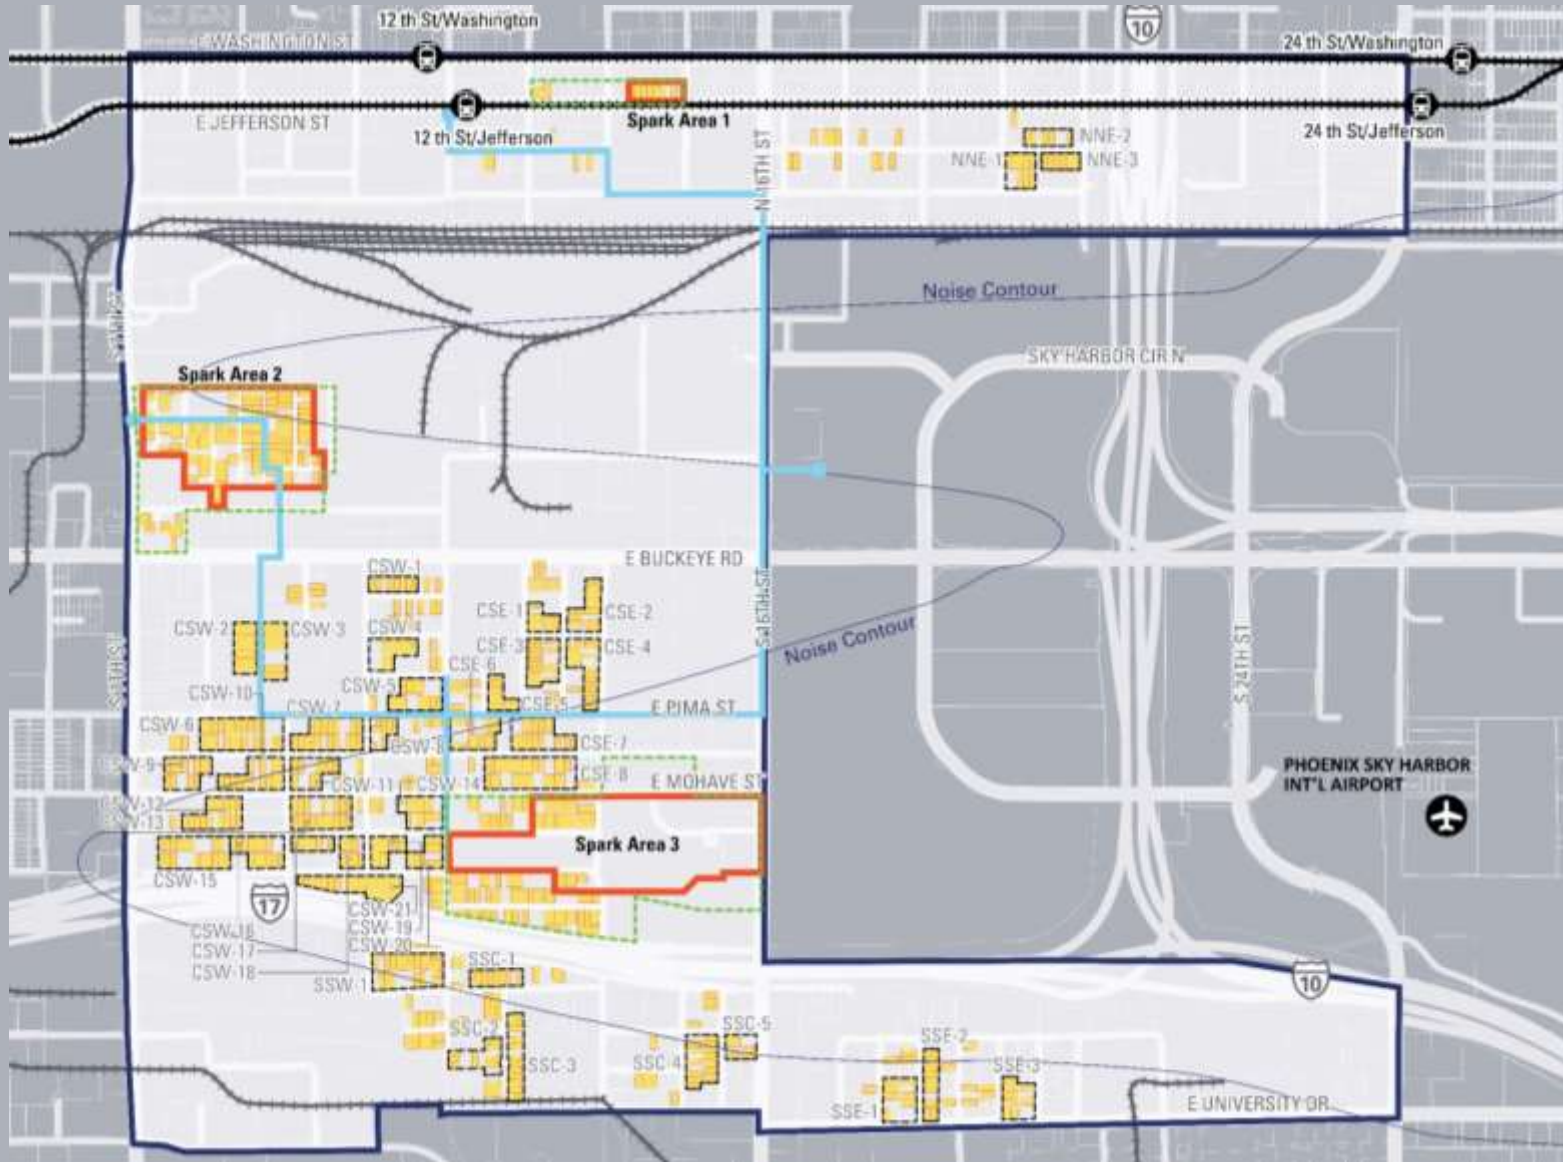 12 th St/Washington
10
E WASHINGTON ST
24 th St/Washington
Spark Area 1
E JEFFERSON ST
12 th St/Jefferson
24 th St/Jefferson
N 16TH ST
NNE-2
NNE-1
NNE-3
Noise Contour
SKY HARBOR CIR N
Spark Area 2
E BUCKEYE RD
CSW-1
CSE-1
CSE-2
S 16TH ST
CSW-2
CSW-3
CSW-4
CSE-3
CSE-4
Noise Contour
S 24TH ST
S 7TH ST
CSE-6
CSW-5
CSW-10
CSW-7
CSE-5
E PIMA ST
CSW-6
CSW-8
CSE-7
CSW-9
CSW-11
CSW-14
CSE-8
E MOHAVE ST
PHOENIX SKY HARBOR
INT'L AIRPORT
CSW-12
CSW-13
Spark Area 3
CSW-15
17
CSW-21
CSW-19
CSW-20
CSW-16
CSW-17
CSW-18
SSW-1
SSC-1
10
SSC-2
SSC-3
SSC-4
SSC-5
SSE-2
SSE-3
SSE-1
E UNIVERSITY DR